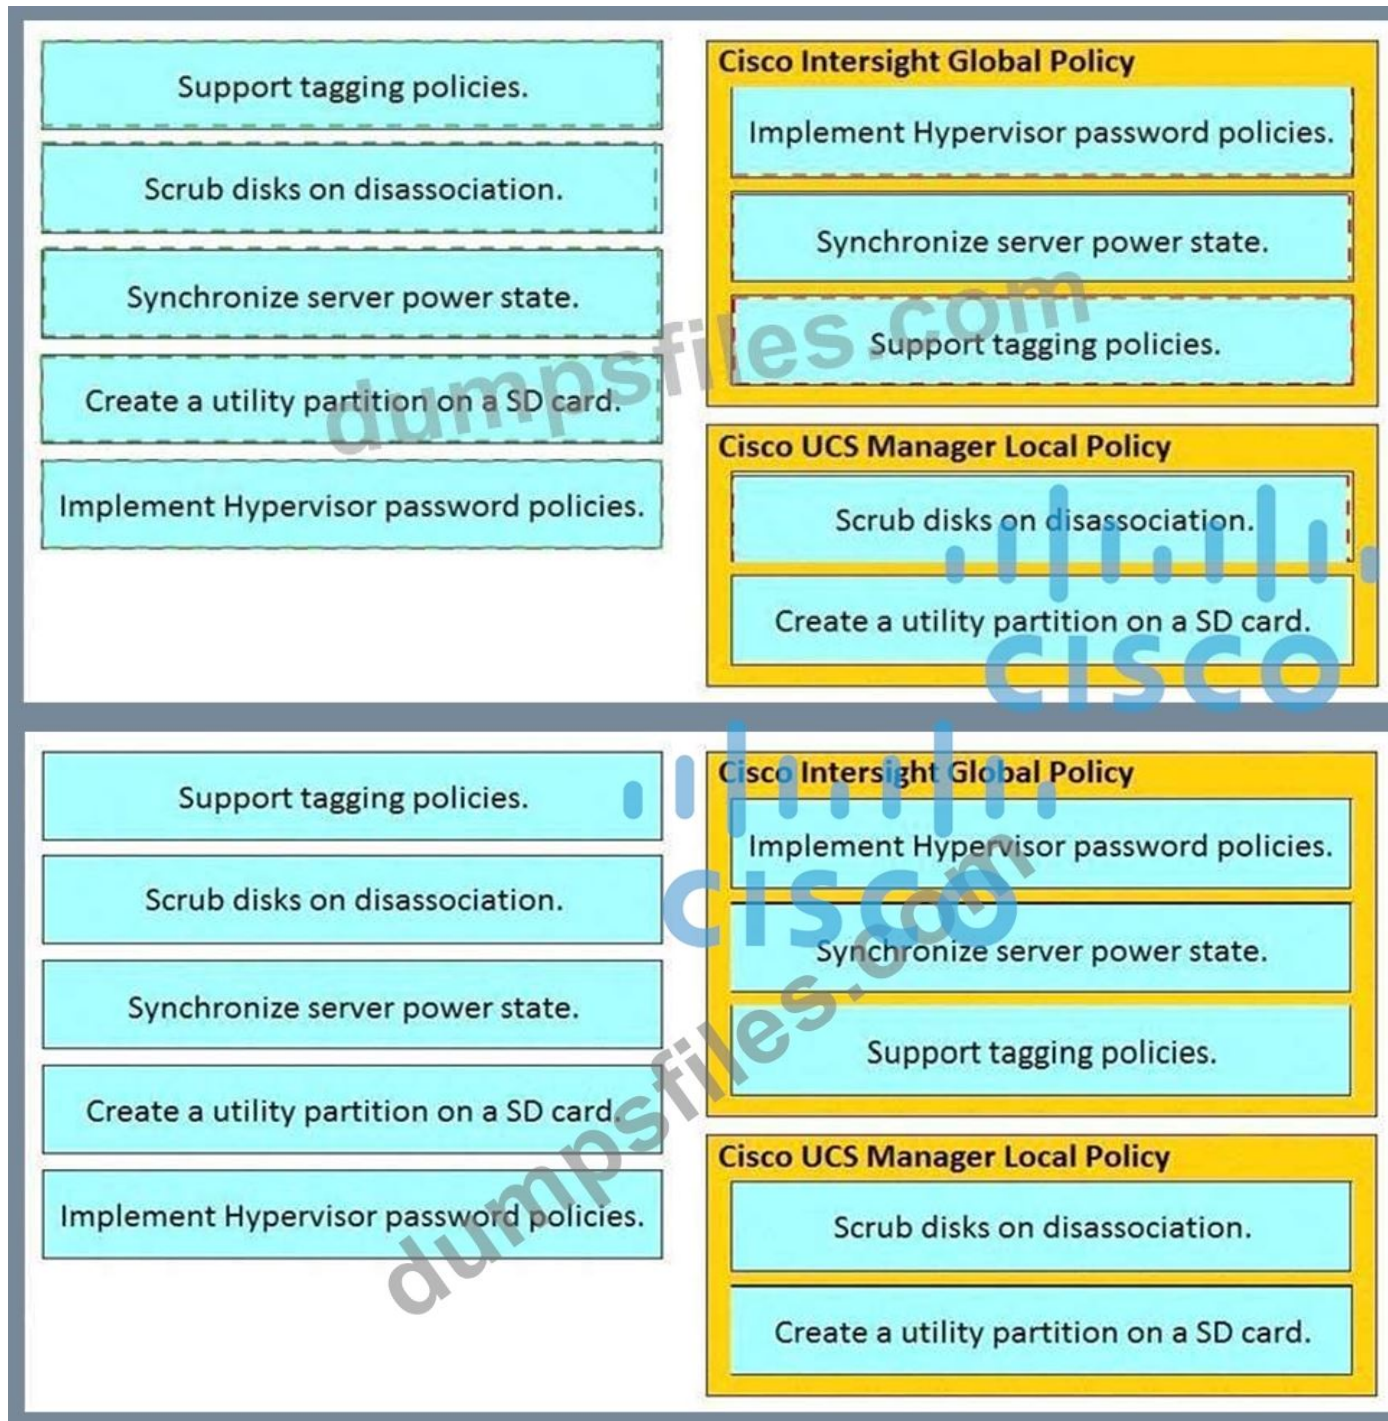 Support tagging policies.
Scrub disks on disassociation.
Synchronize server power state.
Create a utility partition on a SD card.
Implement Hypervisor password policies.
Cisco Intersight Global Policy
Implement Hypervisor password policies.
Synchronize server power state.
Support tagging policies.
Cisco UCS Manager Local Policy
Scrub disks on disassociation.
Create a utility partition on a SD card.
dumpsfiles.com
CISCO
Support tagging policies.
Scrub disks on disassociation.
Synchronize server power state.
Create a utility partition on a SD card.
Implement Hypervisor password policies.
Cisco Intersight Global Policy
Implement Hypervisor password policies.
Synchronize server power state.
Support tagging policies.
Cisco UCS Manager Local Policy
Scrub disks on disassociation.
Create a utility partition on a SD card.
CISCO
dumpsfiles.com